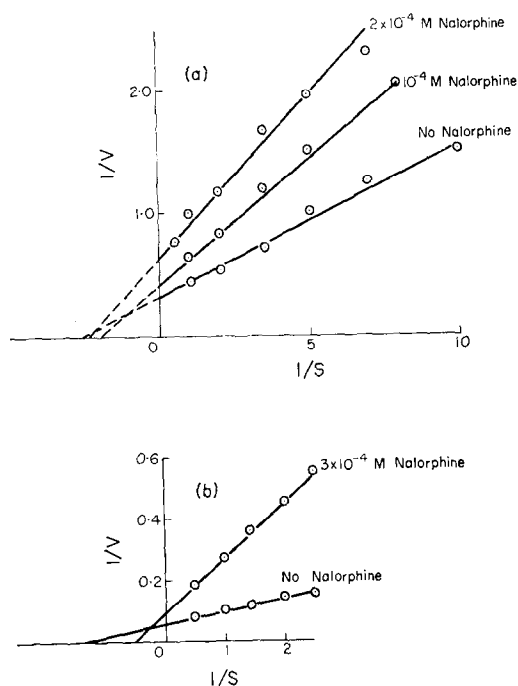 2×10⁻⁴ M Nalorphine
(a)
10⁻⁴ M Nalorphine
2·0
No Nalorphine
1/V
1·0
0
5
10
1/S
0·6
3×10⁻⁴ M Nalorphine
(b)
0·4
1/V
0·2
No Nalorphine
0
1
2
1/S